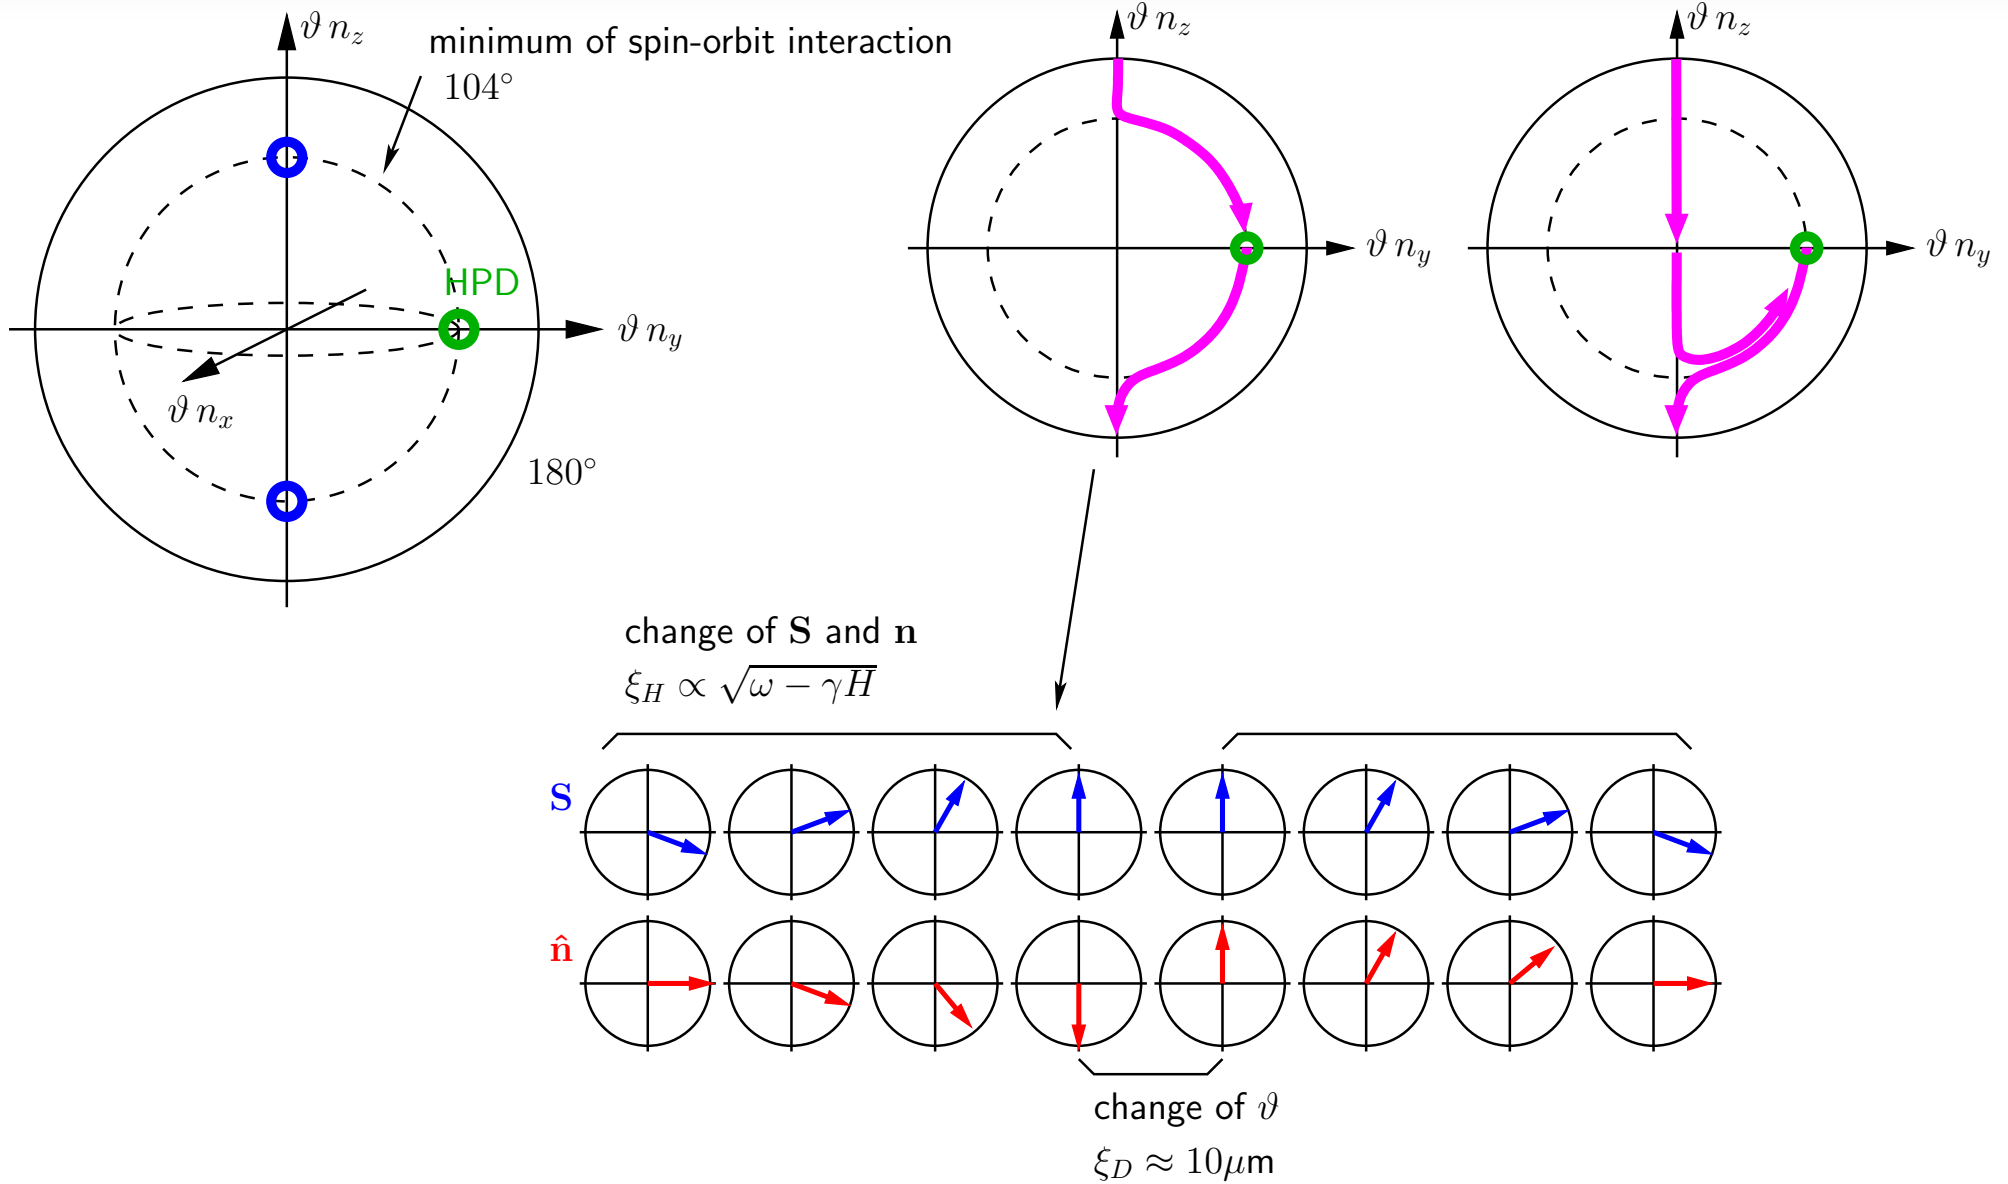 ϑ n_z
minimum of spin-orbit interaction
104°
HPD
ϑ n_y
ϑ n_x
180°
ϑ n_z
ϑ n_y
ϑ n_z
ϑ n_y
change of S and n
ξ_H ∝ √(ω − γH)
S
n̂
change of ϑ
ξ_D ≈ 10μm